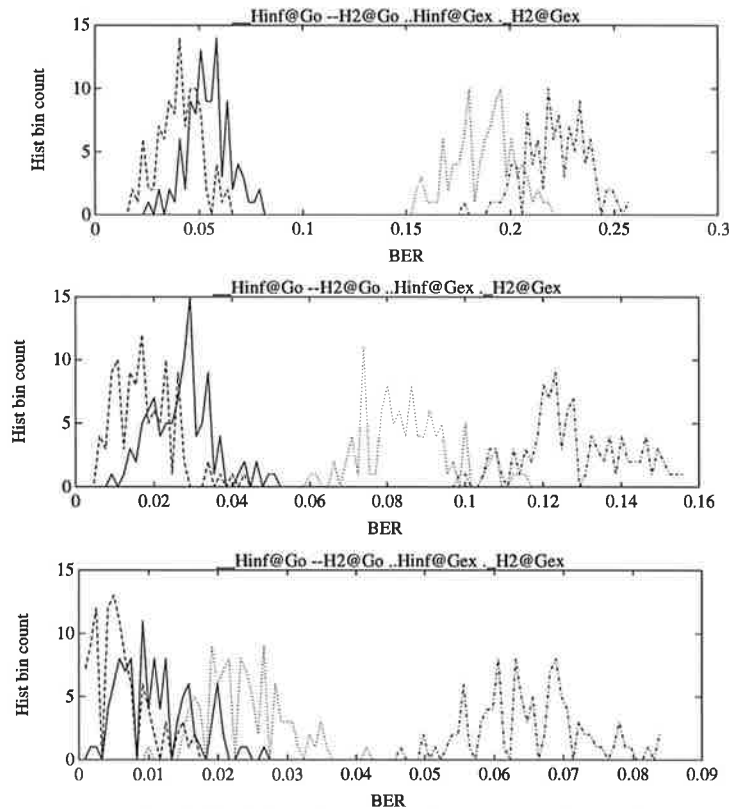 __Hinf@Go --H2@Go ..Hinf@Gex ._H2@Gex
15
10
5
0
Hist bin count
0 0.05 0.1 0.15 0.2 0.25 0.3
BER
__Hinf@Go --H2@Go ..Hinf@Gex ._H2@Gex
15
10
5
0
Hist bin count
0 0.02 0.04 0.06 0.08 0.1 0.12 0.14 0.16
BER
__Hinf@Go --H2@Go ..Hinf@Gex ._H2@Gex
15
10
5
0
Hist bin count
0 0.01 0.02 0.03 0.04 0.05 0.06 0.07 0.08 0.09
BER